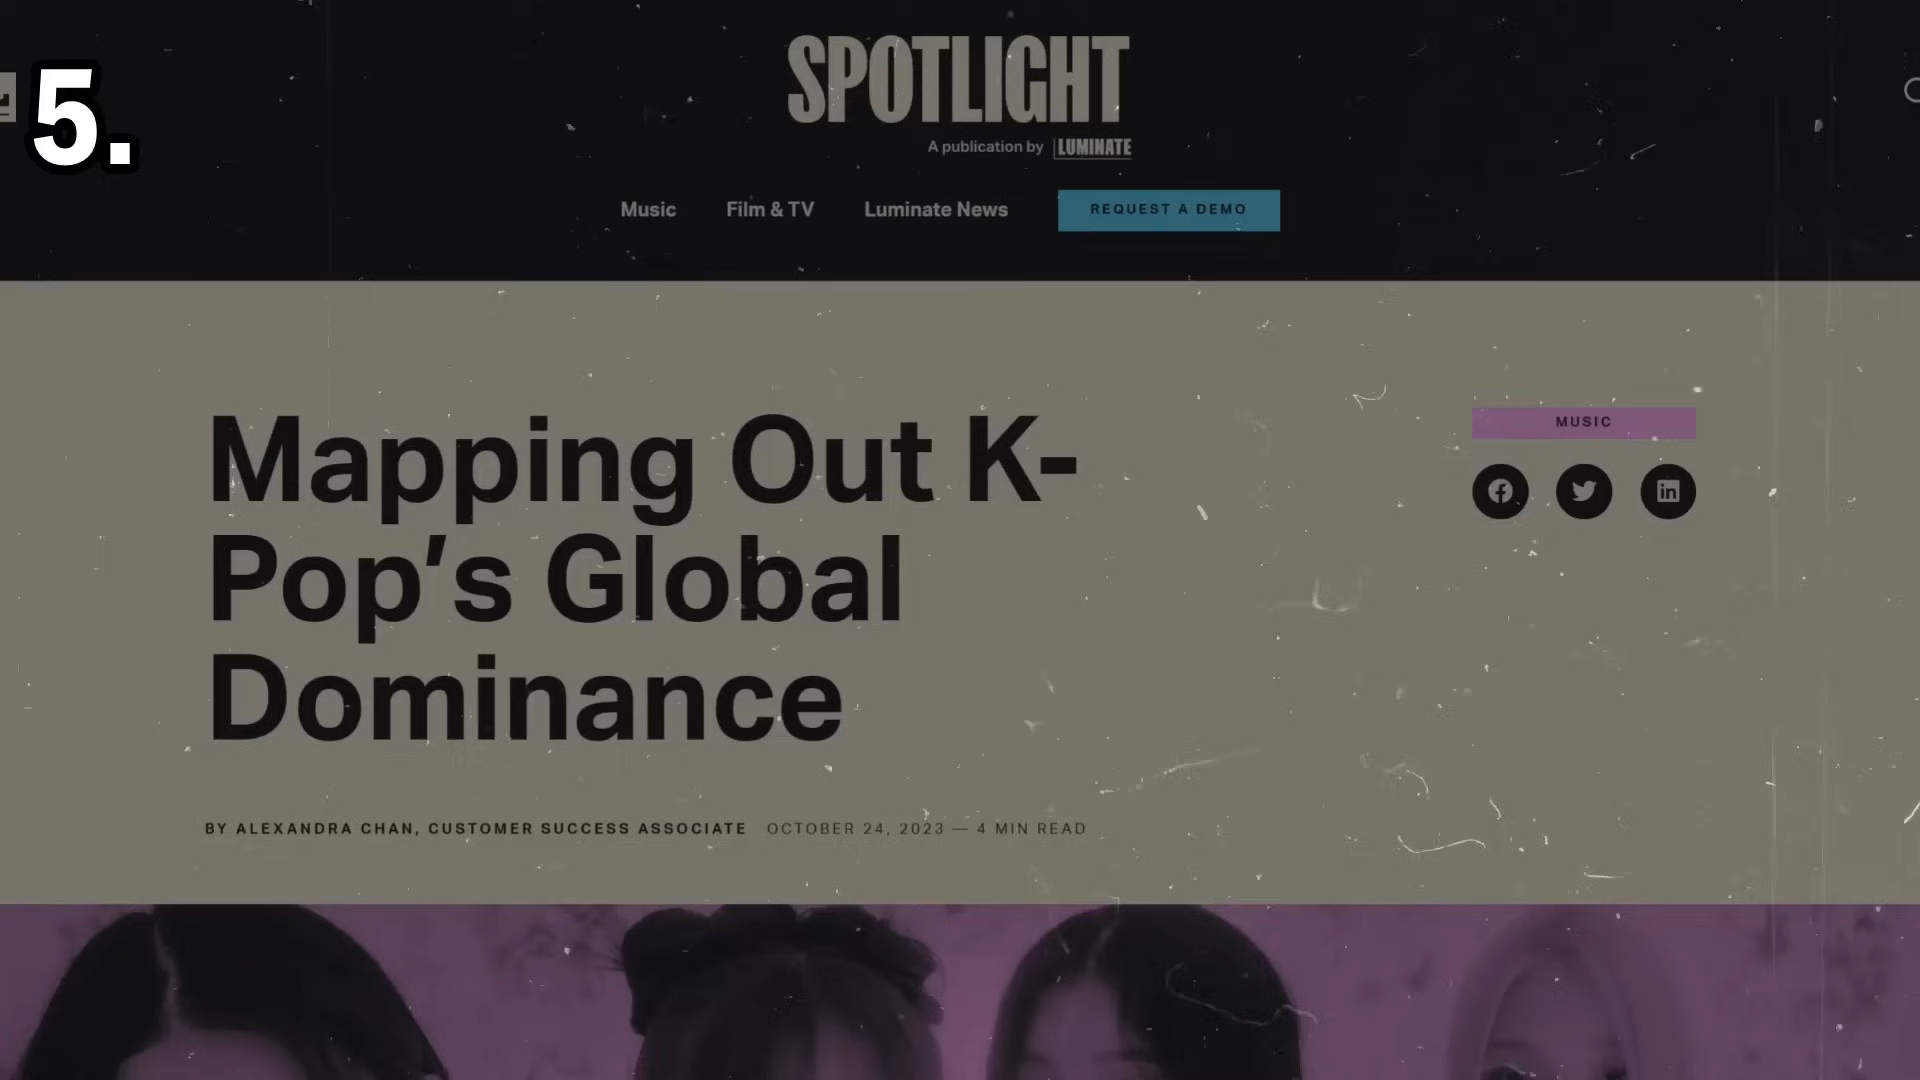 5.
SPOTLIGHT
A publication by LUMINATE
Music Film & TV Luminate News REQUEST A DEMO
Mapping Out K-
Pop's Global
Dominance
MUSIC
BY ALEXANDRA CHAN, CUSTOMER SUCCESS ASSOCIATE OCTOBER 24, 2023 — 4 MIN READ